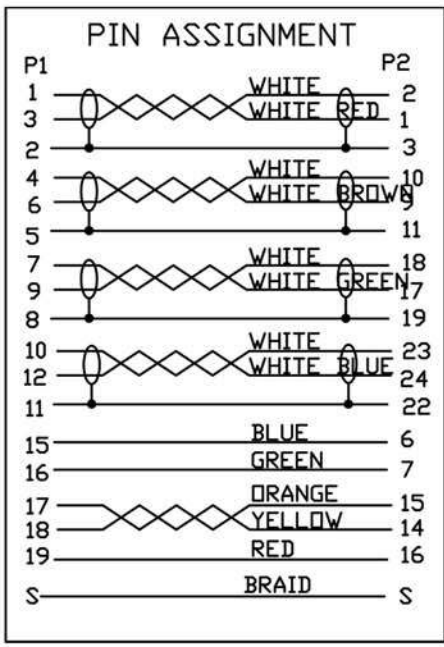 PIN ASSIGNMENT
P1 P2
1 WHITE 2
3 WHITE RED 1
2 3
4 WHITE 10
6 WHITE BROWN 9
5 11
7 WHITE 18
9 WHITE GREEN 17
8 19
10 WHITE 23
12 WHITE BLUE 24
11 22
15 BLUE 6
16 GREEN 7
17 ORANGE 15
18 YELLOW 14
19 RED 16
S BRAID S